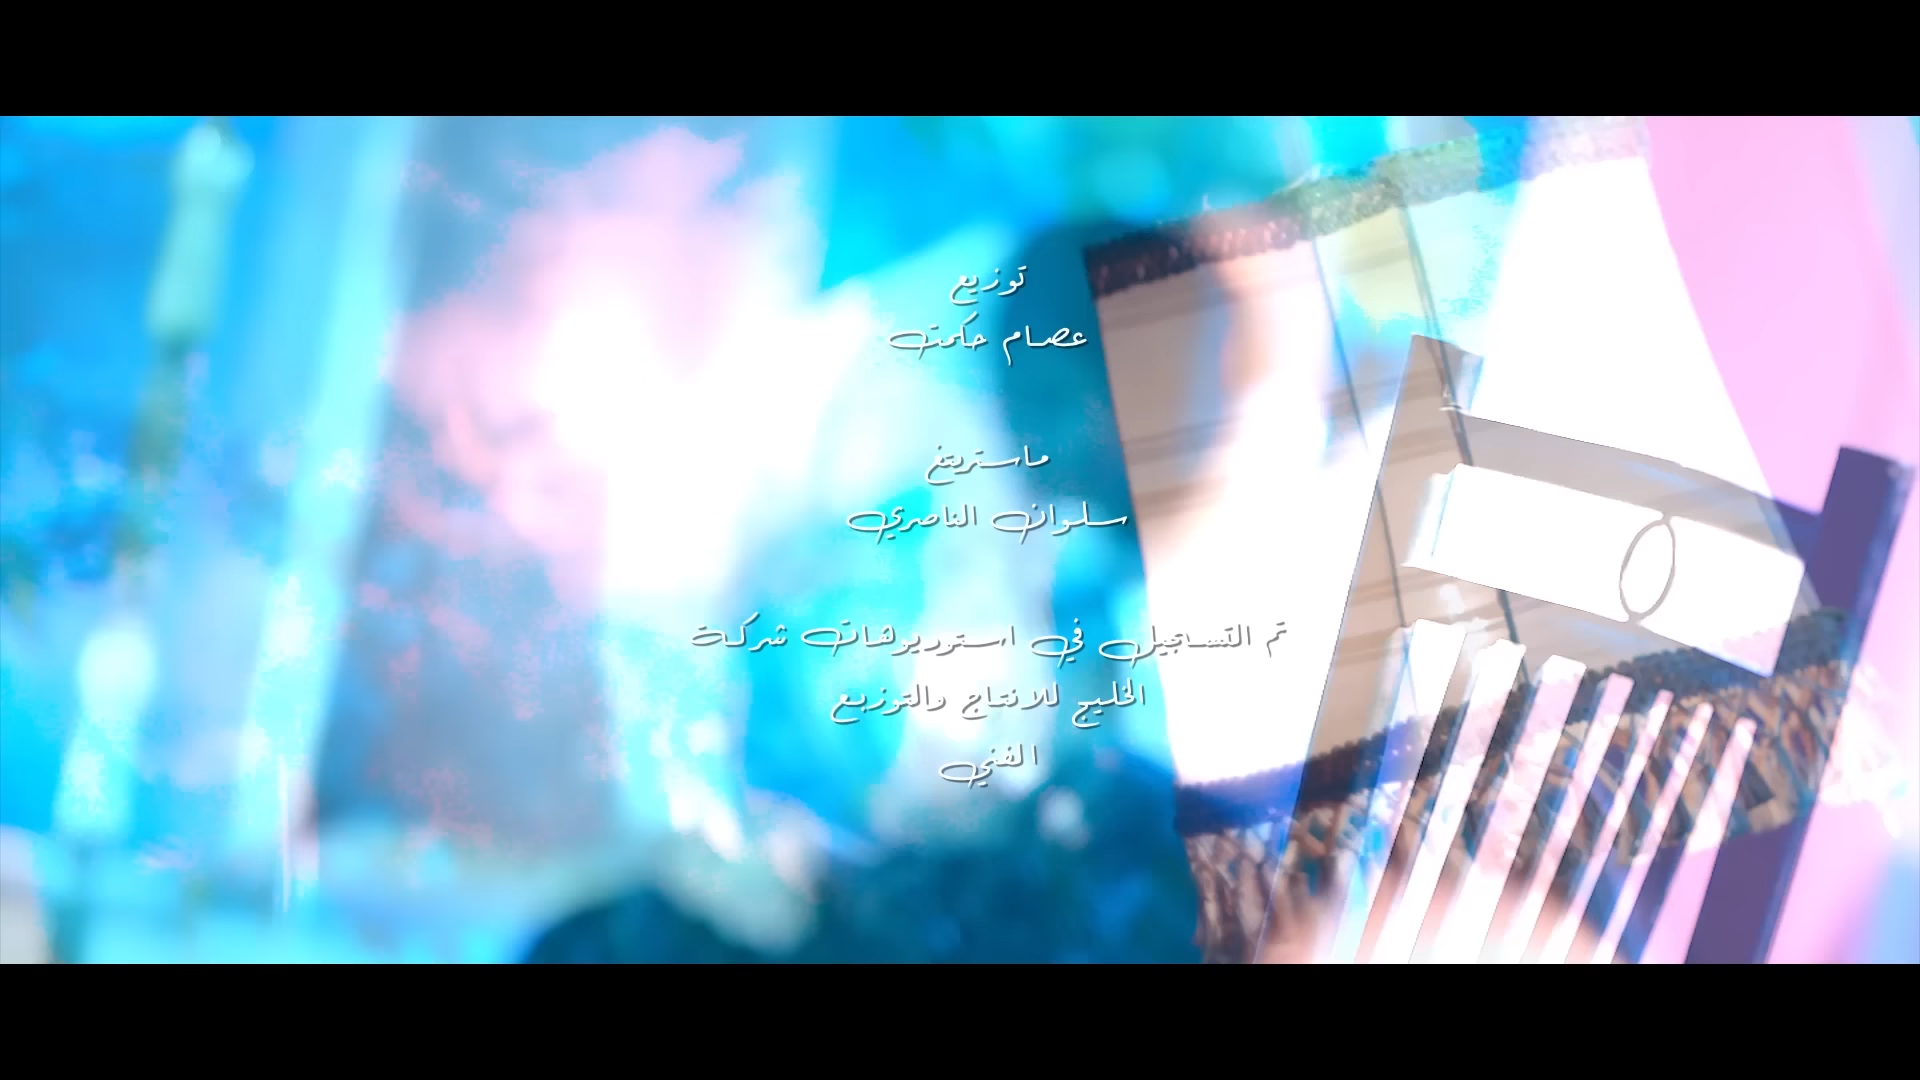 توزيع
عصام حكمت
ماسترينغ
سلوان الناصري
تم التسجيل في استوديوهات شركة
الخليج للانتاج والتوزيع
الفني